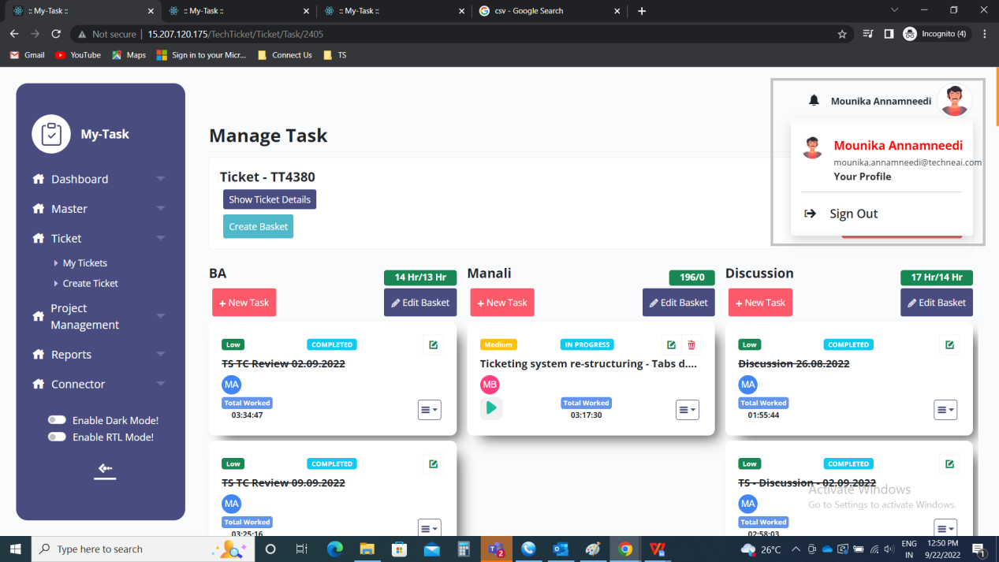 :: My-Task ::
:: My-Task ::
:: My-Task ::
csv - Google Search
Not secure | 15.207.120.175/TechTicket/Ticket/Task/2405
Incognito (4)
Gmail
YouTube
Maps
Sign in to your Micr...
Connect Us
TS
My-Task
Dashboard
Master
Ticket
My Tickets
Create Ticket
Project
Management
Reports
Connector
Enable Dark Mode!
Enable RTL Mode!
Mounika Annamneedi
Mounika Annamneedi
mounika.annamneedi@techneai.com
Your Profile
Sign Out
Manage Task
Ticket - TT4380
Show Ticket Details
Create Basket
BA
14 Hr/13 Hr
+ New Task
Edit Basket
Low
COMPLETED
TS TC Review 02.09.2022
MA
Total Worked
03:34:47
Low
COMPLETED
TS TC Review 09.09.2022
MA
Total Worked
03:25:16
Manali
196/0
+ New Task
Edit Basket
Medium
IN PROGRESS
Ticketing system re-structuring - Tabs d....
MB
Total Worked
03:17:30
Discussion
17 Hr/14 Hr
+ New Task
Edit Basket
Low
COMPLETED
Discussion 26.08.2022
MA
Total Worked
01:55:44
Low
COMPLETED
TS - Discussion - 02.09.2022
MA
Total Worked
02:58:03
Activate Windows
Go to Settings to activate Windows.
Type here to search
2
26°C
ENG
IN
12:50 PM
9/22/2022
1